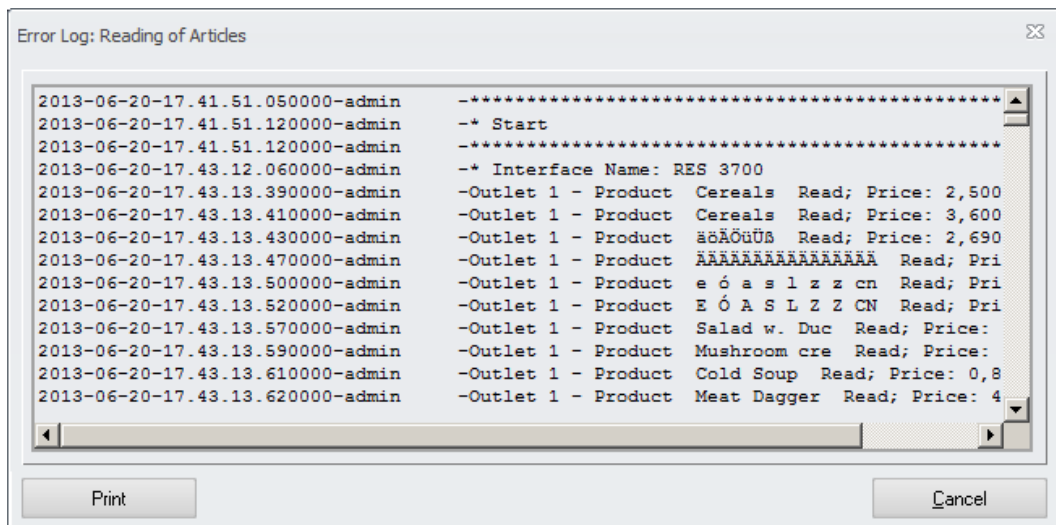 Error Log: Reading of Articles
2013-06-20-17.41.51.050000-admin -***********************************************
2013-06-20-17.41.51.120000-admin -* Start
2013-06-20-17.41.51.120000-admin -***********************************************
2013-06-20-17.43.12.060000-admin -* Interface Name: RES 3700
2013-06-20-17.43.13.390000-admin -Outlet 1 - Product Cereals Read; Price: 2,500
2013-06-20-17.43.13.410000-admin -Outlet 1 - Product Cereals Read; Price: 3,600
2013-06-20-17.43.13.430000-admin -Outlet 1 - Product äöÄÖüÜß Read; Price: 2,690
2013-06-20-17.43.13.470000-admin -Outlet 1 - Product ÄÄÄÄÄÄÄÄÄÄÄÄÄÄÄÄ Read; Pri
2013-06-20-17.43.13.500000-admin -Outlet 1 - Product e ó a s l z z cn Read; Pri
2013-06-20-17.43.13.520000-admin -Outlet 1 - Product E Ó A S L Z Z CN Read; Pri
2013-06-20-17.43.13.570000-admin -Outlet 1 - Product Salad w. Duc Read; Price:
2013-06-20-17.43.13.590000-admin -Outlet 1 - Product Mushroom cre Read; Price:
2013-06-20-17.43.13.610000-admin -Outlet 1 - Product Cold Soup Read; Price: 0,8
2013-06-20-17.43.13.620000-admin -Outlet 1 - Product Meat Dagger Read; Price: 4
Print Cancel